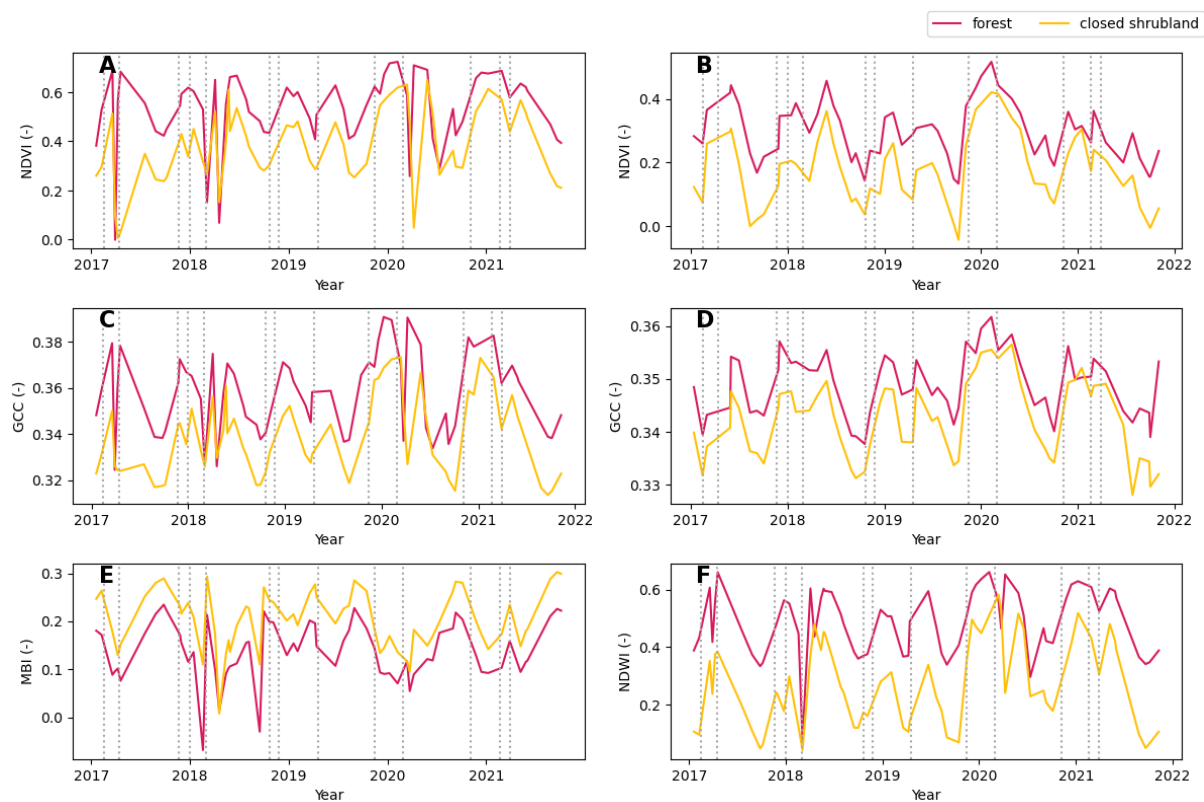 forest closed shrubland
A
NDVI (-)
0.6
0.4
0.2
0.0
2017 2018 2019 2020 2021
Year
B
NDVI (-)
0.4
0.2
0.0
2017 2018 2019 2020 2021 2022
Year
C
GCC (-)
0.38
0.36
0.34
0.32
2017 2018 2019 2020 2021 2022
Year
D
GCC (-)
0.36
0.35
0.34
0.33
2017 2018 2019 2020 2021 2022
Year
E
MBI (-)
0.3
0.2
0.1
0.0
2017 2018 2019 2020 2021
Year
F
NDWI (-)
0.6
0.4
0.2
2017 2018 2019 2020 2021 2022
Year